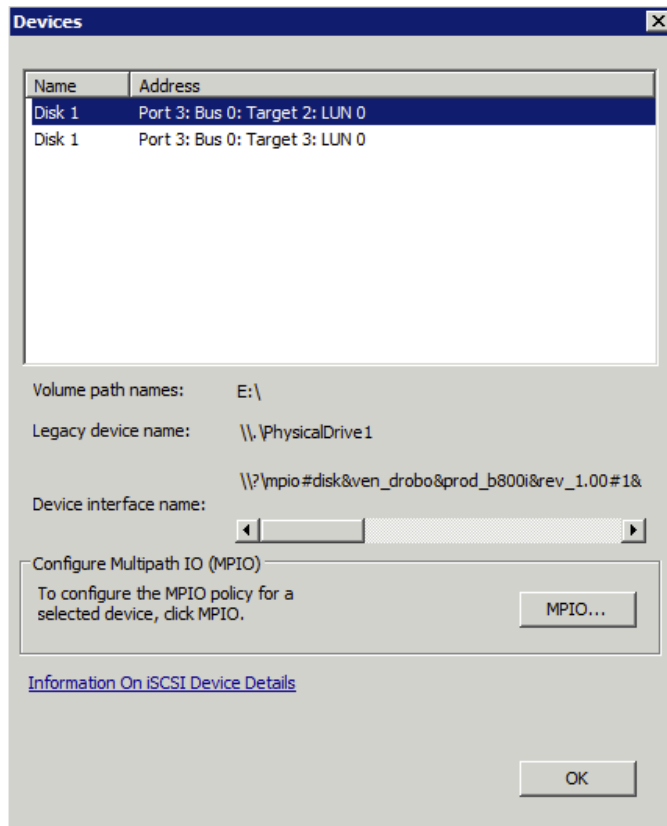 Devices
Name Address
Disk 1 Port 3: Bus 0: Target 2: LUN 0
Disk 1 Port 3: Bus 0: Target 3: LUN 0
Volume path names: E:\
Legacy device name: \\.\PhysicalDrive1
\\?\mpio#disk&ven_drobo&prod_b800i&rev_1.00#1&
Device interface name:
Configure Multipath IO (MPIO)
To configure the MPIO policy for a
selected device, click MPIO.
MPIO...
Information On iSCSI Device Details
OK